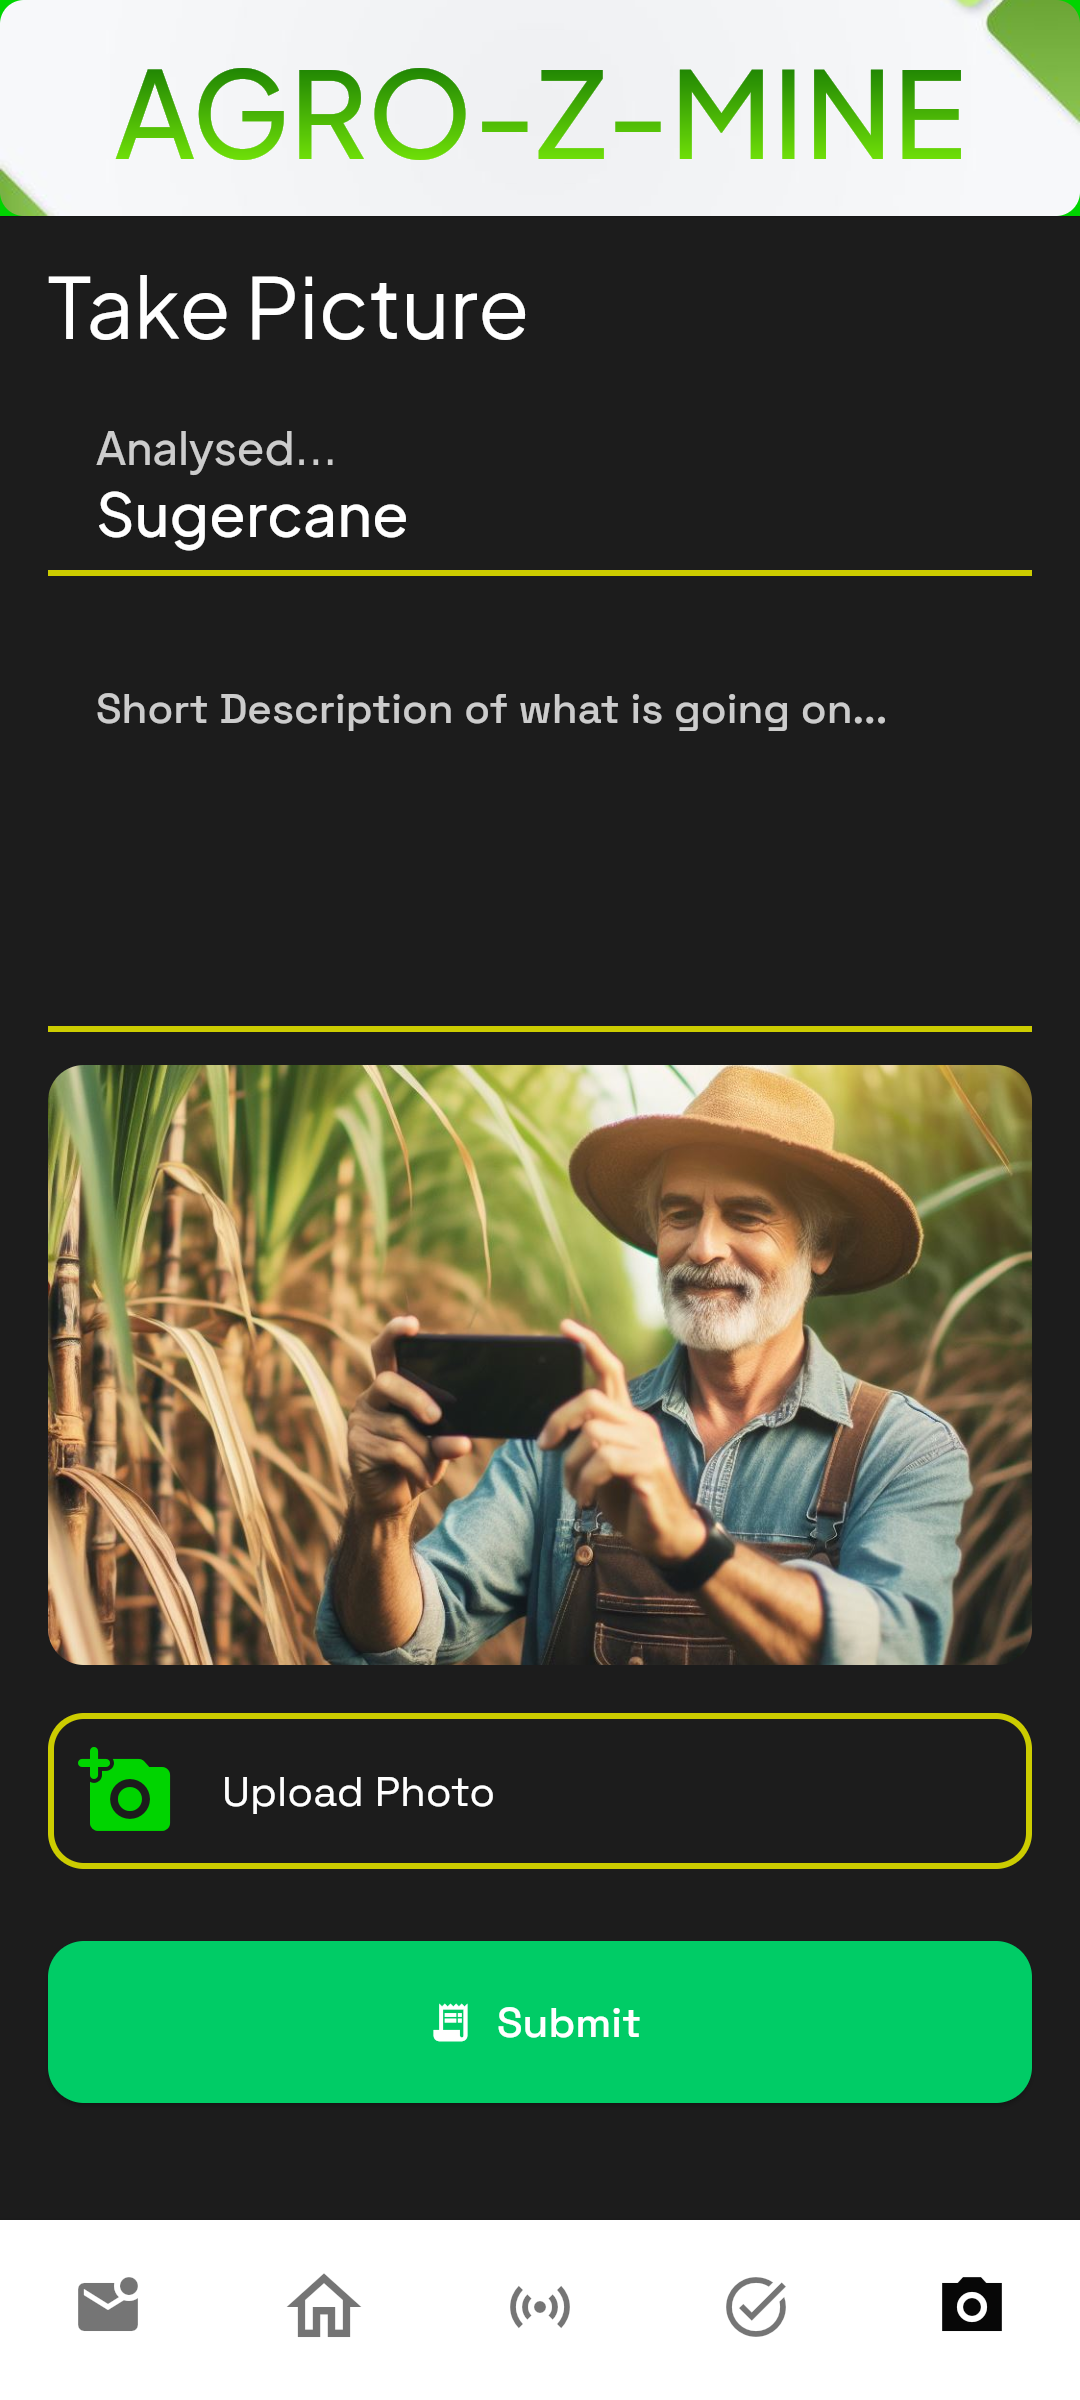 AGRO-Z-MINE
Take Picture
Analysed...
Sugercane
Short Description of what is going on...
Upload Photo
Submit